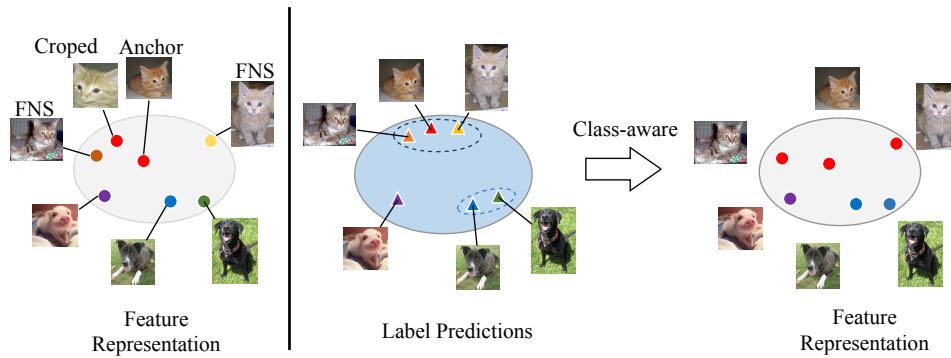 Croped
Anchor
FNS
FNS
Feature
Representation
Label Predictions
Class-aware
Feature
Representation